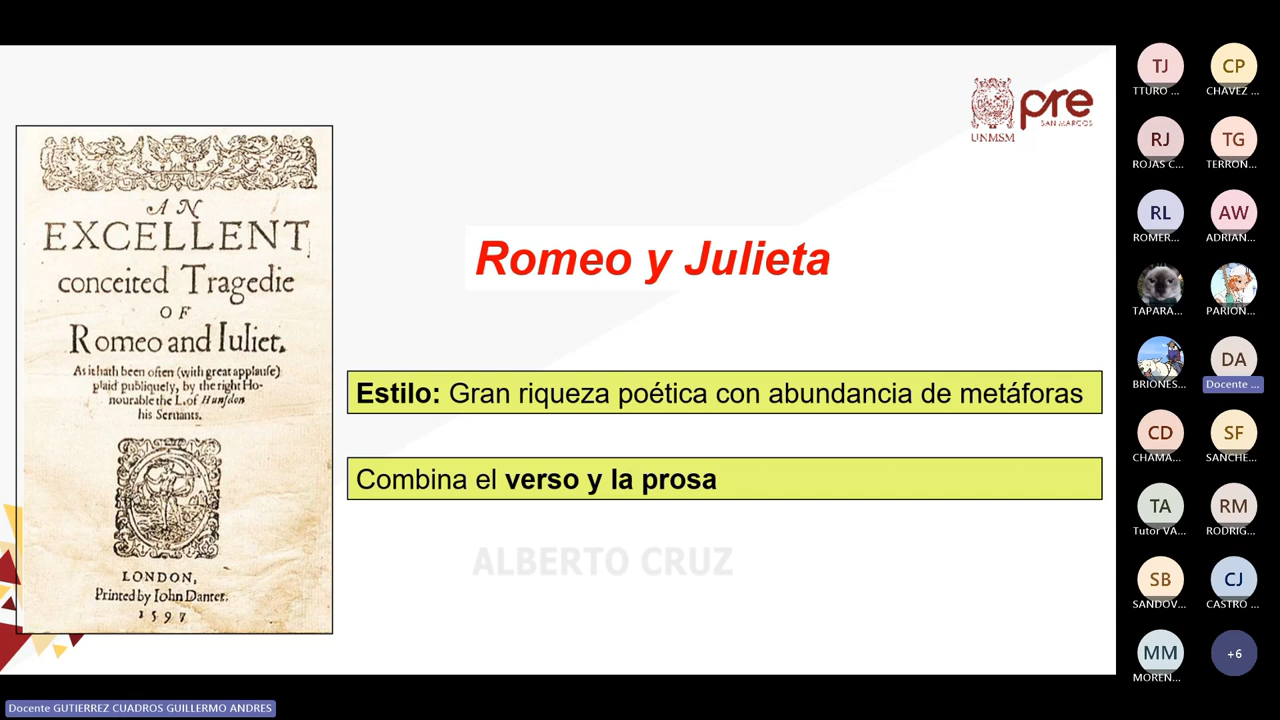 UNMSM
pre
SAN MARCOS
AN
EXCELLENT
conceited Tragedie
OF
Romeo and Iuliet.
As it hath been often (with great applause)
plaid publiquely, by the right Ho-
nourable the L. of Hunsdon
his Seruants.
LONDON,
Printed by Iohn Danter.
1597
Romeo y Julieta
Estilo: Gran riqueza poética con abundancia de metáforas
Combina el verso y la prosa
ALBERTO CRUZ
TJ
TTURO ...
CP
CHAVEZ ...
RJ
ROJAS C...
TG
TERRON...
RL
ROMER...
AW
ADRIAN...
TAPARA...
PARION...
BRIONES...
DA
Docente ...
CD
CHAMA...
SF
SANCHE...
TA
Tutor VA...
RM
RODRIG...
SB
SANDOV...
CJ
CASTRO ...
MM
MOREN...
+6
Docente GUTIERREZ CUADROS GUILLERMO ANDRES